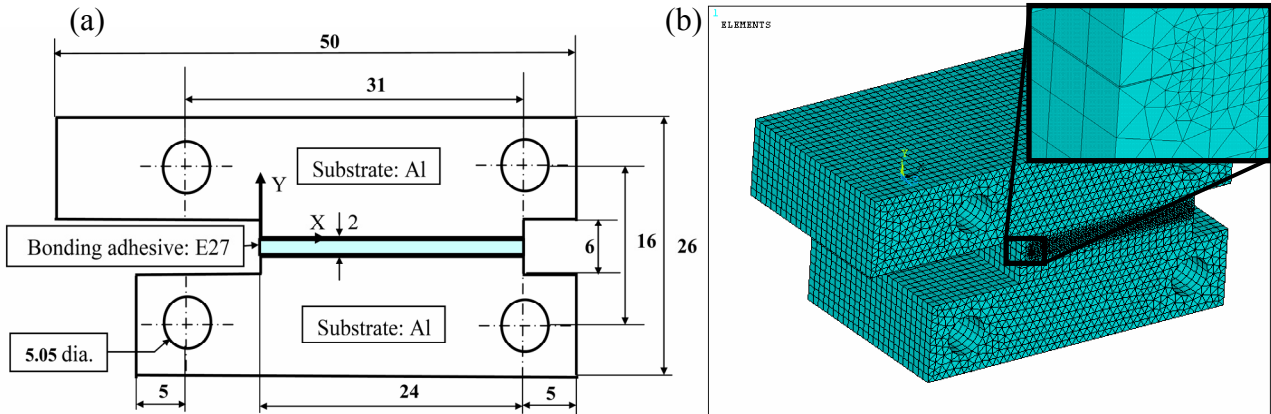 (a)
50
31
Substrate: Al
Y
X
2
Bonding adhesive: E27
6
16
26
Substrate: Al
5.05 dia.
5
24
5
(b)
1
ELEMENTS
Y